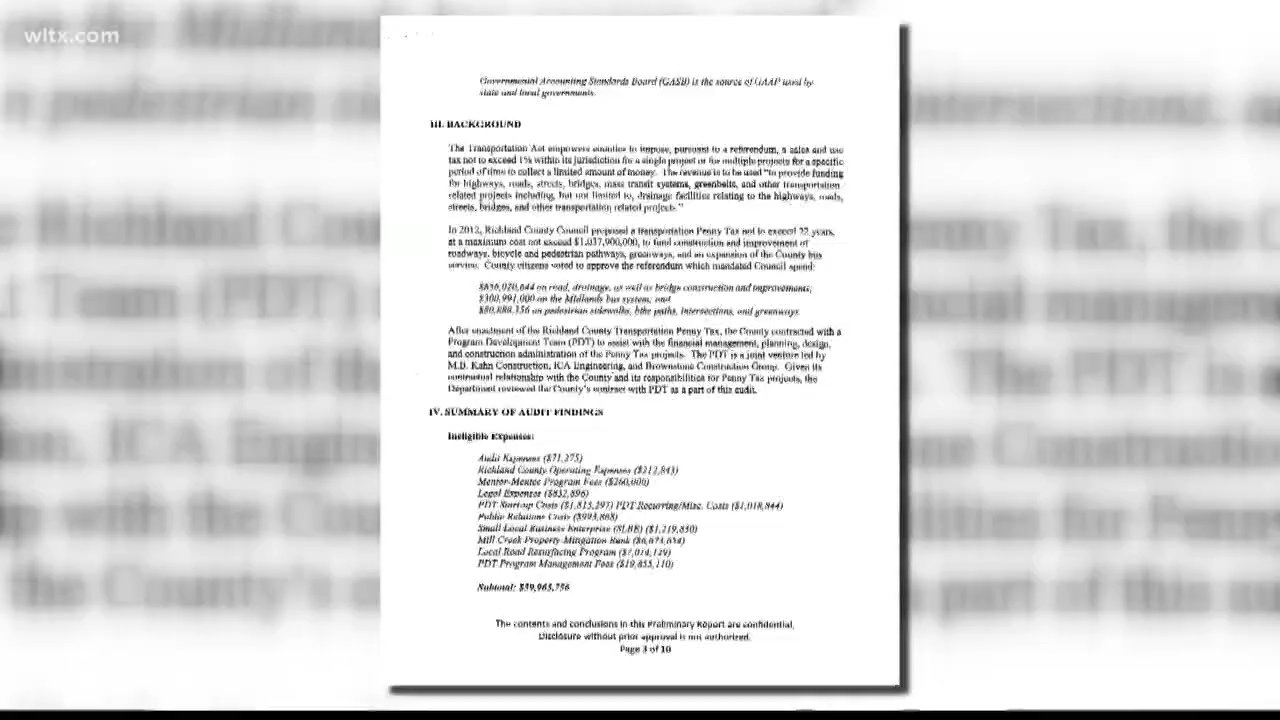 wltx.com
Governmental Accounting Standards Board (GASB) is the source of GAAP used by
state and local governments.
III. BACKGROUND
The Transportation Act empowers counties to impose, pursuant to a referendum, a sales and use
tax not to exceed 1% within its jurisdiction for a single project or for multiple projects for a specific
period of time to collect a limited amount of money. The revenue is to be used "to provide funding
for highways, roads, streets, bridges, mass transit systems, greenbelts, and other transportation
related projects including, but not limited to, drainage facilities relating to the highways, roads,
streets, bridges, and other transportation related projects."
In 2012, Richland County Council proposed a transportation Penny Tax not to exceed 22 years,
at a maximum cost not exceed $1,037,900,000, to fund construction and improvement of
roadways, bicycle and pedestrian pathways, greenways, and an expansion of the County bus
service. County citizens voted to approve the referendum which mandated Council spend:
$656,020,644 on road, drainage, as well as bridge construction and improvements;
$300,991,000 on the Midlands bus system; and
$80,888,356 on pedestrian sidewalks, bike paths, intersections, and greenways.
After enactment of the Richland County Transportation Penny Tax, the County contracted with a
Program Development Team (PDT) to assist with the financial management, planning, design,
and construction administration of the Penny Tax projects. The PDT is a joint venture led by
M.B. Kahn Construction, ICA Engineering, and Brownstone Construction Group. Given its
contractual relationship with the County and its responsibilities for Penny Tax projects, the
Department reviewed the County's contract with PDT as a part of this audit.
IV. SUMMARY OF AUDIT FINDINGS
Ineligible Expenses:
Audit Expenses ($71,275)
Richland County Operating Expenses ($212,843)
Mentor-Mentee Program Fees ($260,000)
Legal Expenses ($832,896)
PDT Start-up Costs ($1,815,297) PDT Recurring/Misc. Costs ($1,018,844)
Public Relations Costs ($993,868)
Small Local Business Enterprise (SLBE) ($1,219,830)
Mill Creek Property-Mitigation Bank
Local Road Resurfacing Program
PDT Program Management Fees ($19,855,110)
Subtotal:
The contents and conclusions in this Preliminary Report are confidential.
Disclosure without prior approval is not authorized.
Page 3 of 10